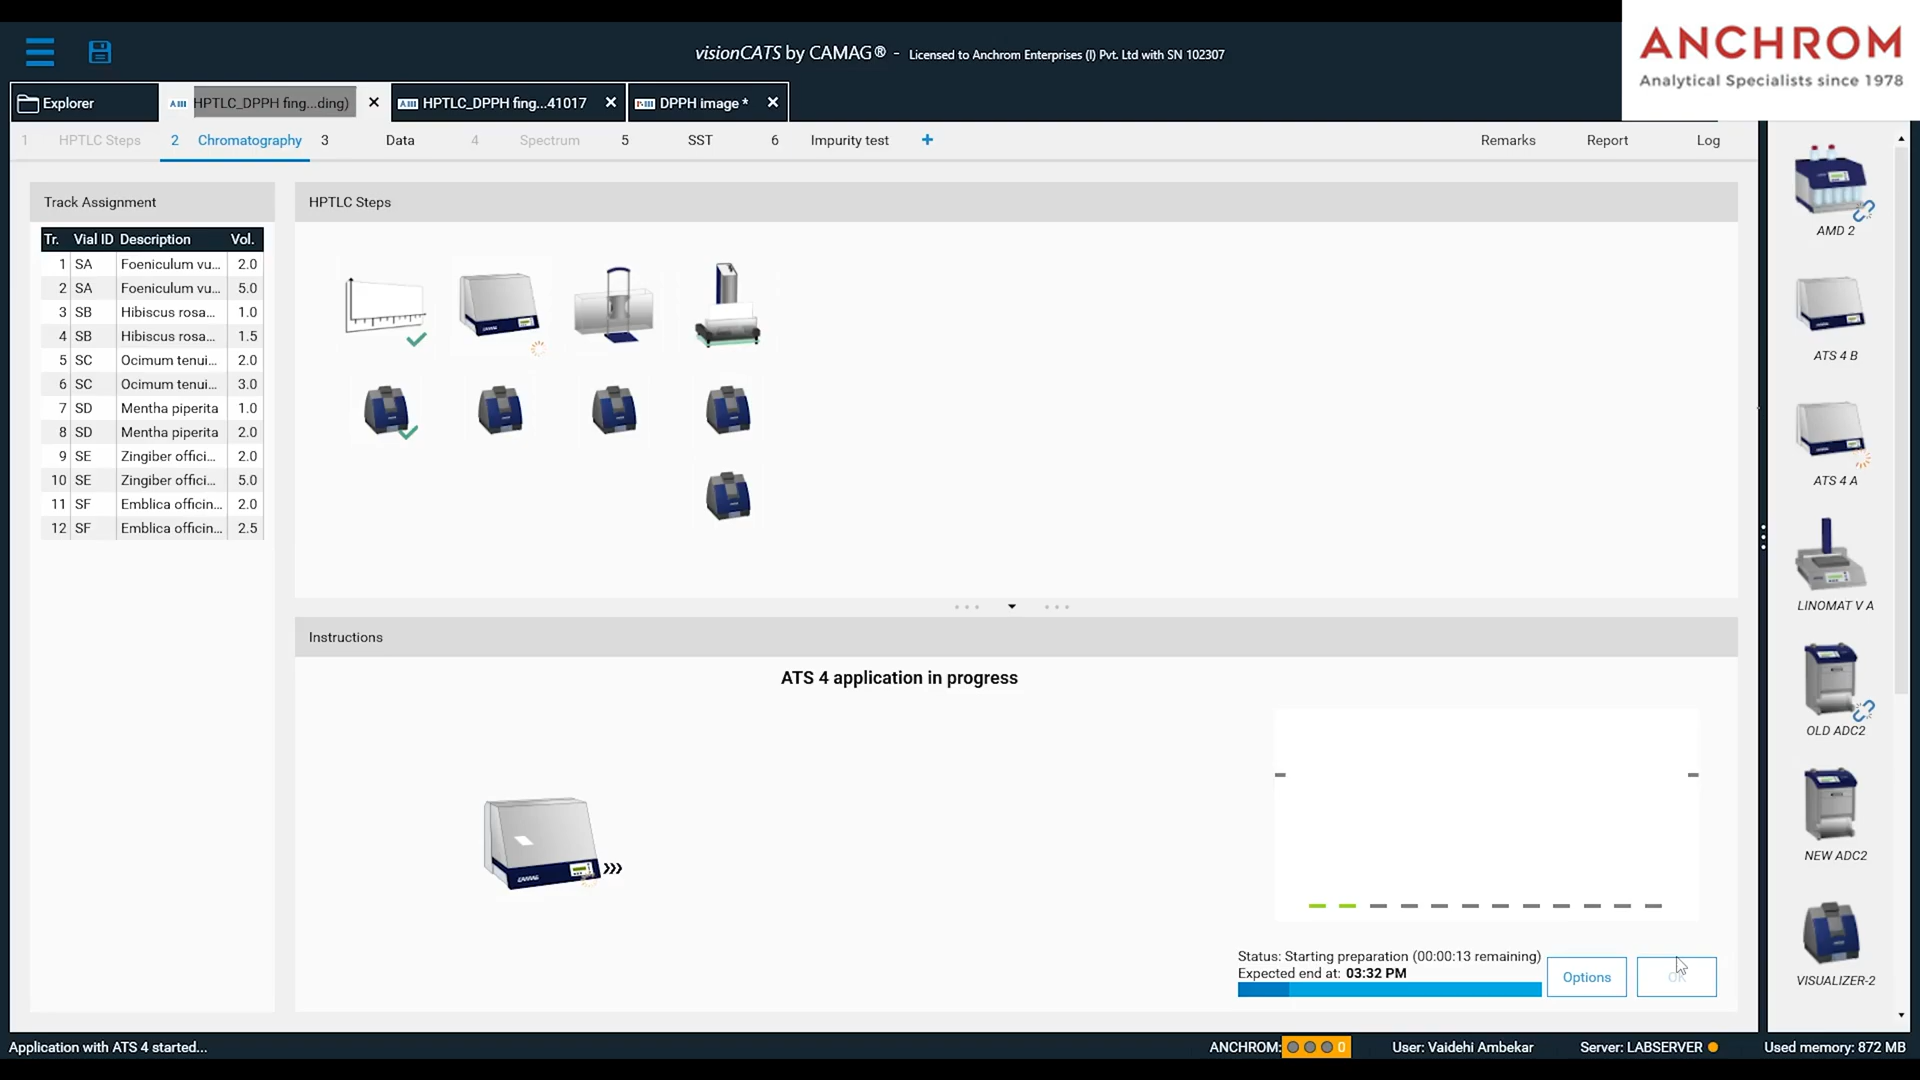 ANCHROM
Analytical Specialists since 1978
visionCATS by CAMAG® - Licensed to Anchrom Enterprises (I) Pvt. Ltd with SN 102307
Explorer
HPTLC_DPPH fing...ding)
HPTLC_DPPH fing...41017
DPPH image *
1 HPTLC Steps 2 Chromatography 3 Data 4 Spectrum 5 SST 6 Impurity test + Remarks Report Log
Track Assignment
Tr. Vial ID Description Vol.
1 SA Foeniculum vu... 2.0
2 SA Foeniculum vu... 5.0
3 SB Hibiscus rosa... 1.0
4 SB Hibiscus rosa... 1.5
5 SC Ocimum tenui... 2.0
6 SC Ocimum tenui... 3.0
7 SD Mentha piperita 1.0
8 SD Mentha piperita 2.0
9 SE Zingiber offici... 2.0
10 SE Zingiber offici... 5.0
11 SF Emblica officin... 2.0
12 SF Emblica officin... 2.5
HPTLC Steps
Instructions
ATS 4 application in progress
CAMAG
Status: Starting preparation (00:00:13 remaining)
Expected end at: 03:32 PM
Options
OK
AMD 2
ATS 4 B
ATS 4 A
LINOMAT V A
OLD ADC2
NEW ADC2
VISUALIZER-2
Application with ATS 4 started...
ANCHROM: 0
User: Vaidehi Ambekar
Server: LABSERVER
Used memory: 872 MB